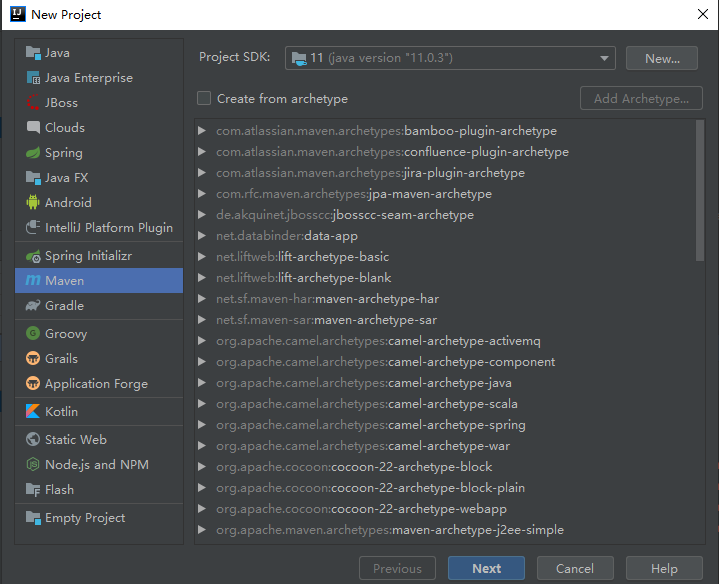 New Project
Java
Java Enterprise
JBoss
Clouds
Spring
Java FX
Android
IntelliJ Platform Plugin
Spring Initializr
Maven
Gradle
Groovy
Grails
Application Forge
Kotlin
Static Web
Node.js and NPM
Flash
Empty Project
Project SDK: 11 (java version "11.0.3") New...
Create from archetype Add Archetype...
com.atlassian.maven.archetypes:bamboo-plugin-archetype
com.atlassian.maven.archetypes:confluence-plugin-archetype
com.atlassian.maven.archetypes:jira-plugin-archetype
com.rfc.maven.archetypes:jpa-maven-archetype
de.akquinet.jbosscc:jbosscc-seam-archetype
net.databinder:data-app
net.liftweb:lift-archetype-basic
net.liftweb:lift-archetype-blank
net.sf.maven-har:maven-archetype-har
net.sf.maven-sar:maven-archetype-sar
org.apache.camel.archetypes:camel-archetype-activemq
org.apache.camel.archetypes:camel-archetype-component
org.apache.camel.archetypes:camel-archetype-java
org.apache.camel.archetypes:camel-archetype-scala
org.apache.camel.archetypes:camel-archetype-spring
org.apache.camel.archetypes:camel-archetype-war
org.apache.cocoon:cocoon-22-archetype-block
org.apache.cocoon:cocoon-22-archetype-block-plain
org.apache.cocoon:cocoon-22-archetype-webapp
org.apache.maven.archetypes:maven-archetype-j2ee-simple
Previous Next Cancel Help